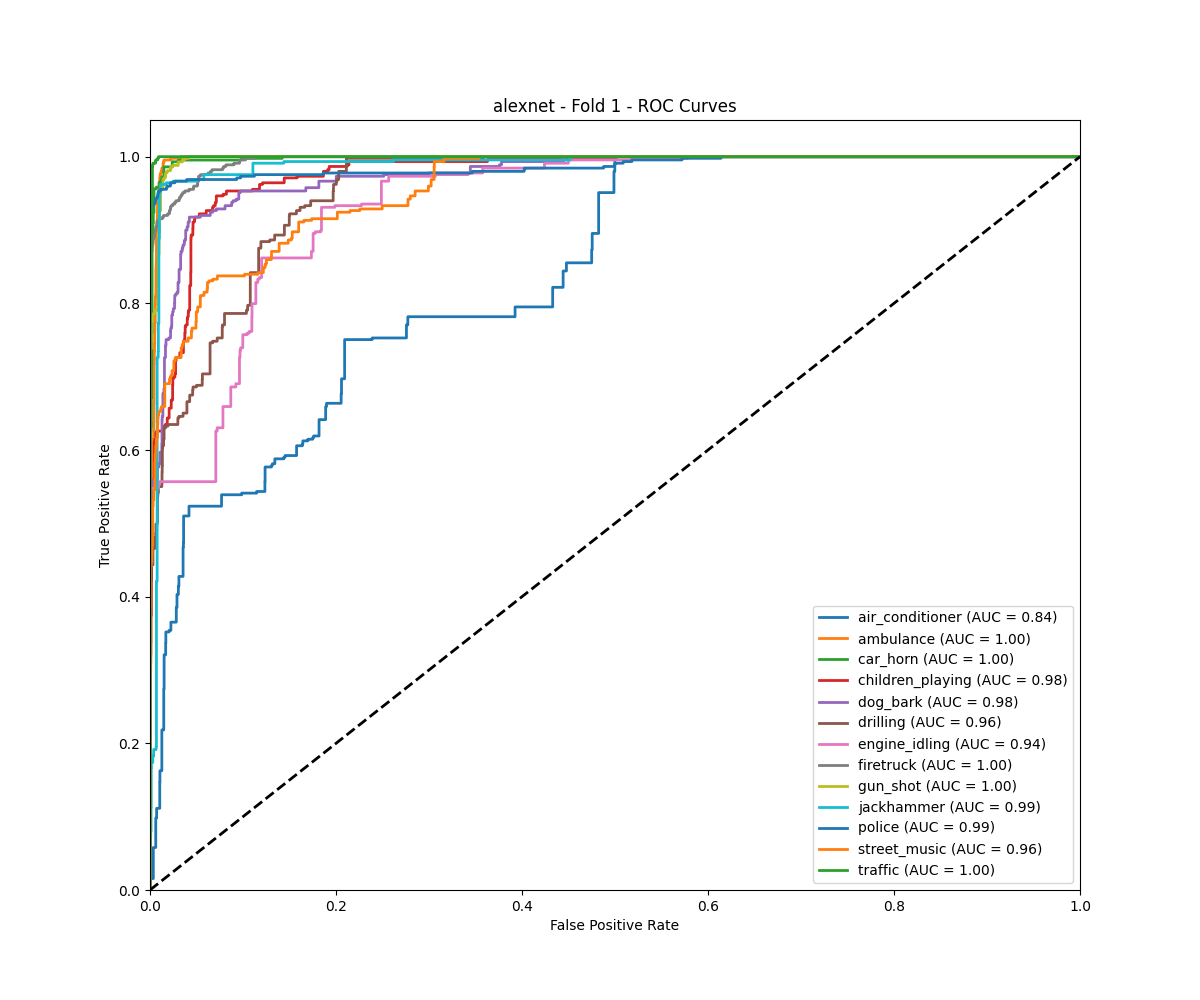 alexnet - Fold 1 - ROC Curves
1.0
0.8
0.6
0.4
0.2
0.0
True Positive Rate
0.0 0.2 0.4 0.6 0.8 1.0
False Positive Rate
air_conditioner (AUC = 0.84)
ambulance (AUC = 1.00)
car_horn (AUC = 1.00)
children_playing (AUC = 0.98)
dog_bark (AUC = 0.98)
drilling (AUC = 0.96)
engine_idling (AUC = 0.94)
firetruck (AUC = 1.00)
gun_shot (AUC = 1.00)
jackhammer (AUC = 0.99)
police (AUC = 0.99)
street_music (AUC = 0.96)
traffic (AUC = 1.00)